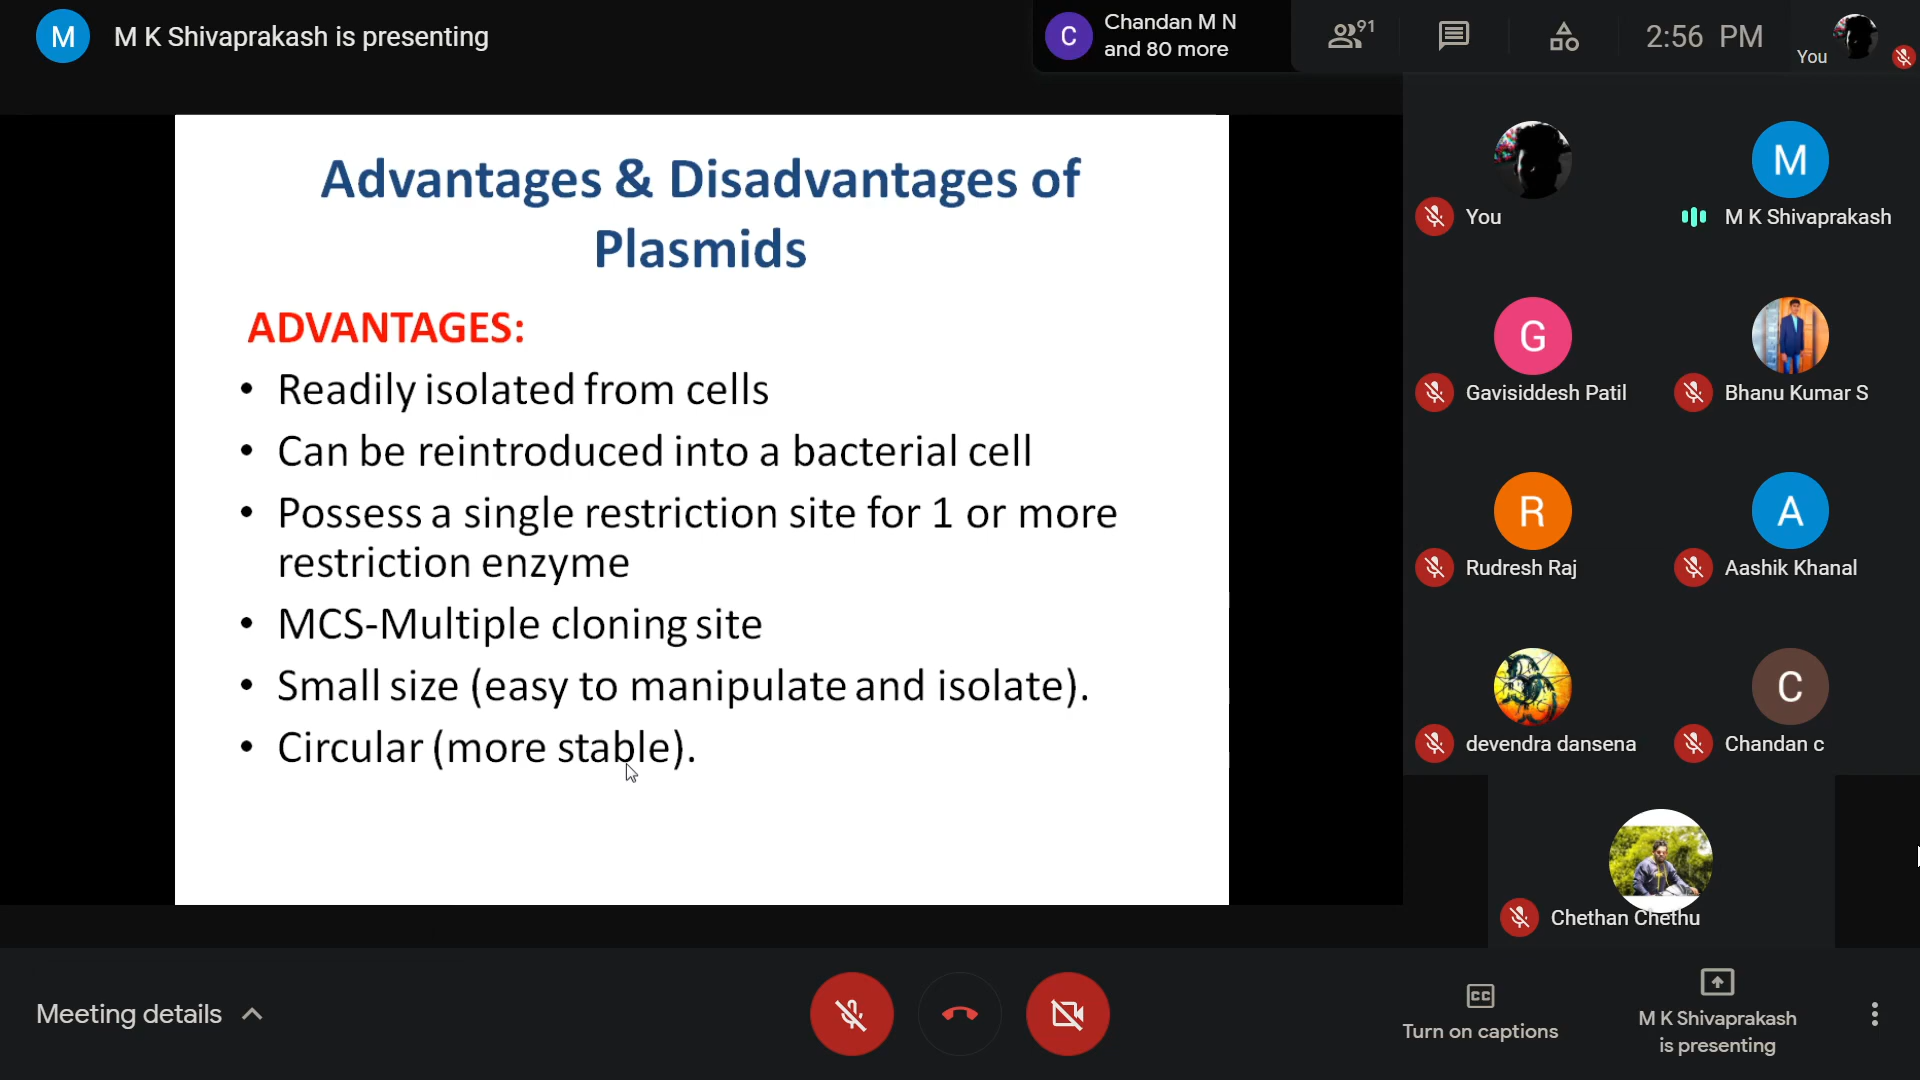 M
M K Shivaprakash is presenting
C
Chandan M N
and 80 more
91
2:56 PM
You
Advantages & Disadvantages of
Plasmids
ADVANTAGES:
• Readily isolated from cells
• Can be reintroduced into a bacterial cell
• Possess a single restriction site for 1 or more
restriction enzyme
• MCS-Multiple cloning site
• Small size (easy to manipulate and isolate).
• Circular (more stable).
You
M
M K Shivaprakash
G
Gavisiddesh Patil
Bhanu Kumar S
R
Rudresh Raj
A
Aashik Khanal
devendra dansena
C
Chandan c
Chethan Chethu
Meeting details
CC
Turn on captions
M K Shivaprakash
is presenting